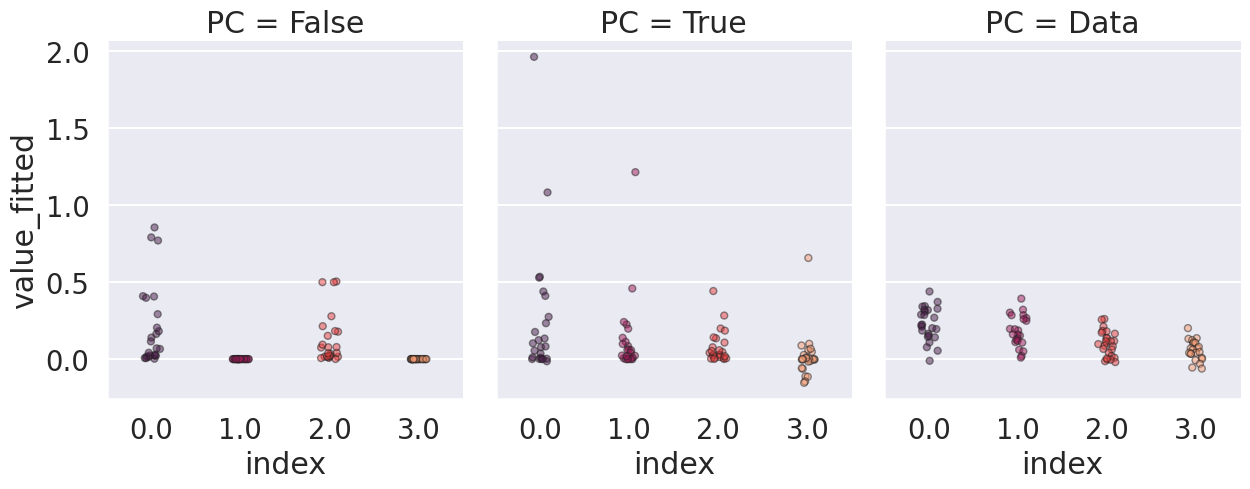 PC = False
PC = True
PC = Data
value_fitted
2.0
1.5
1.0
0.5
0.0
0.0 1.0 2.0 3.0
0.0 1.0 2.0 3.0
0.0 1.0 2.0 3.0
index
index
index